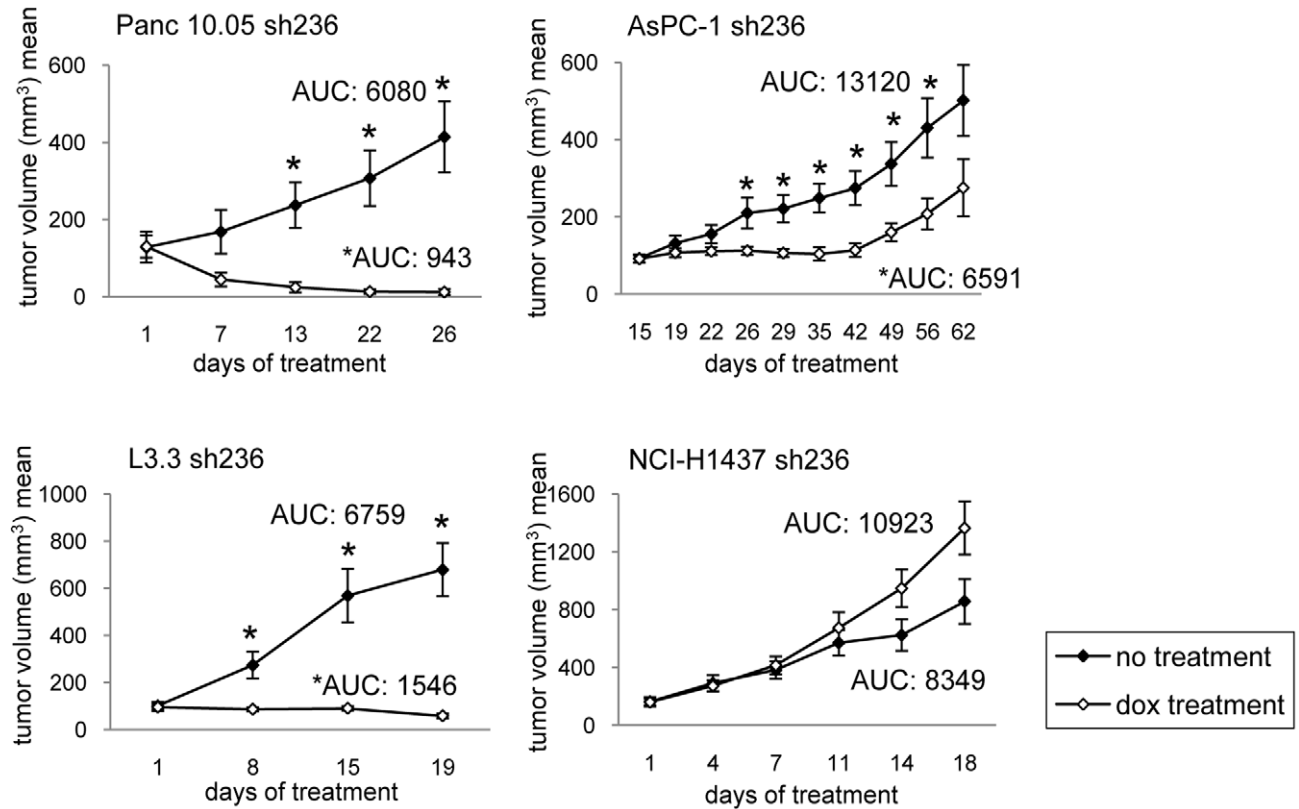 Panc 10.05 sh236
tumor volume (mm³) mean
600
400
200
0
AUC: 6080
*
*
*
*AUC: 943
1 7 13 22 26
days of treatment
AsPC-1 sh236
tumor volume (mm³) mean
600
400
200
0
AUC: 13120
* * * * * *
*AUC: 6591
15 19 22 26 29 35 42 49 56 62
days of treatment
L3.3 sh236
tumor volume (mm³) mean
1000
800
600
400
200
0
AUC: 6759
*
*
*
*AUC: 1546
1 8 15 19
days of treatment
NCI-H1437 sh236
tumor volume (mm³) mean
1600
1200
800
400
0
AUC: 10923
AUC: 8349
1 4 7 11 14 18
days of treatment
no treatment
dox treatment